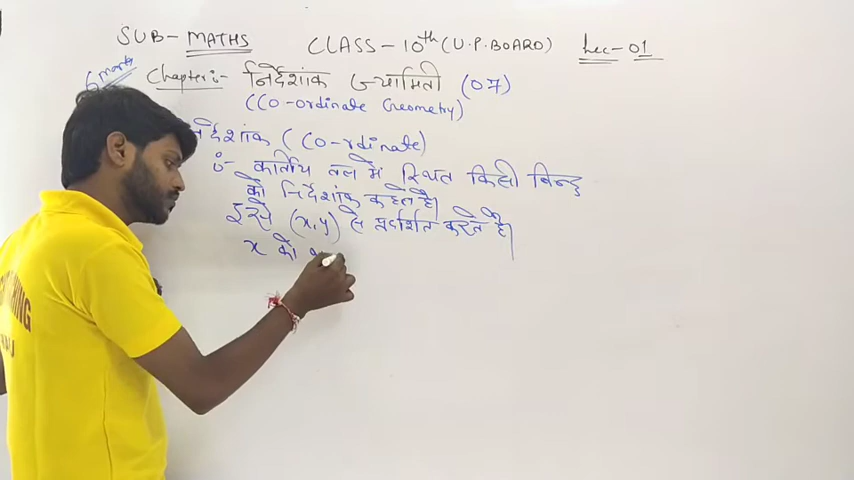 SUB- MATHS CLASS-10th (U.P.BOARD) Lec-01
6 marks
Chapter:- निर्देशांक ज्यामिती (07)
(Co-ordinate Geometry)
निर्देशांक (Co-rdinate)
:- कार्तीय तल में स्थित किसी बिन्दु
को निर्देशांक कहते है।
इसे (x,y) से प्रदर्शित करते है।
x को